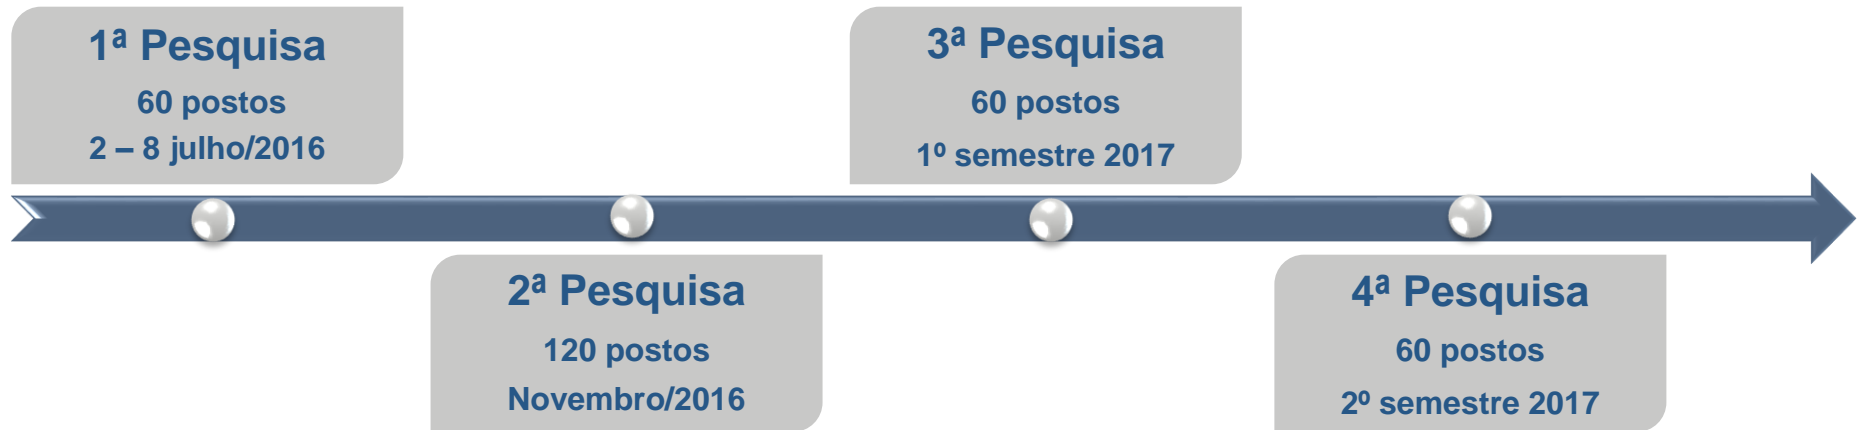 1ª Pesquisa
60 postos
2 – 8 julho/2016
2ª Pesquisa
120 postos
Novembro/2016
3ª Pesquisa
60 postos
1º semestre 2017
4ª Pesquisa
60 postos
2º semestre 2017